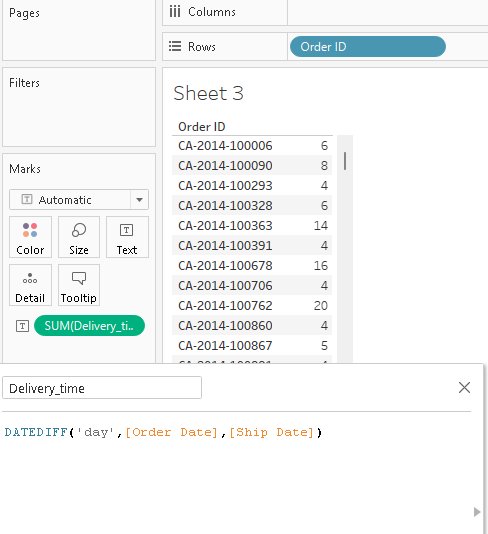 Pages
Columns
Rows
Order ID
Filters
Sheet 3
Order ID
CA-2014-100006 6
CA-2014-100090 8
CA-2014-100293 4
CA-2014-100328 6
CA-2014-100363 14
CA-2014-100391 4
CA-2014-100678 16
CA-2014-100706 4
CA-2014-100762 20
CA-2014-100860 4
CA-2014-100867 5
Marks
T Automatic
Color Size T Text
Detail Tooltip
T SUM(Delivery_ti..
Delivery_time
DATEDIFF('day',[Order Date],[Ship Date])